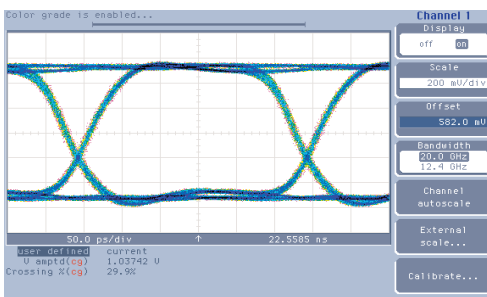 Color grade is enabled...
Channel 1
Display
off on
Scale
200 mV/div
Offset
582.0 mV
Bandwidth
20.0 GHz
12.4 GHz
Channel
autoscale
External
scale...
Calibrate...
50.0 ps/div ↑ 22.5585 ns
user defined current
V amptd(cg) 1.03742 V
Crossing %(cg) 29.9%